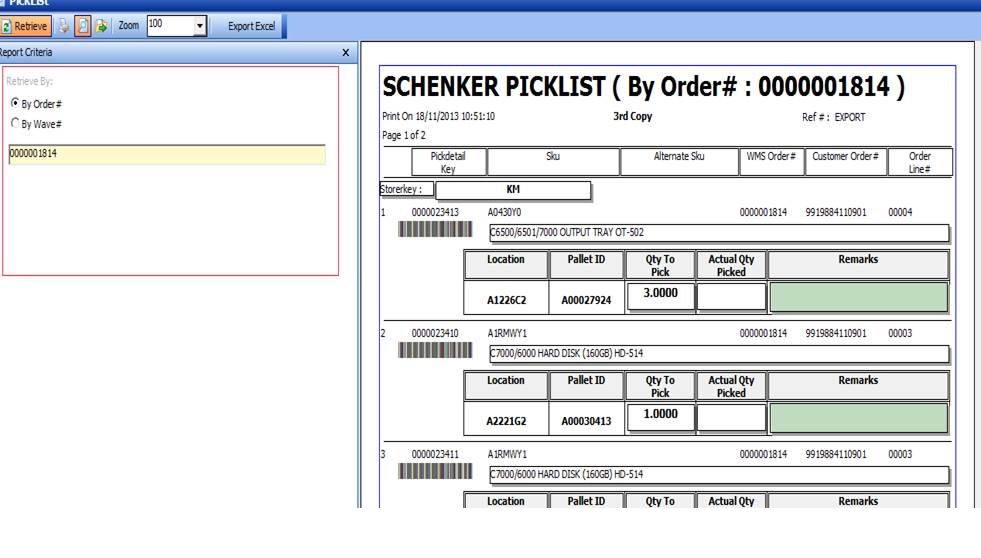 PICKLIST
Retrieve
Zoom 100 Export Excel
Report Criteria X
Retrieve By:
By Order#
By Wave#
0000001814
SCHENKER PICKLIST ( By Order# : 0000001814 )
Print On 18/11/2013 10:51:10 3rd Copy Ref # : EXPORT
Page 1 of 2
Pickdetail Key Sku Alternate Sku WMS Order# Customer Order# Order Line#
Storerkey : KM
1 0000023413 A0430Y0 0000001814 9919884110901 00004
C6500/6501/7000 OUTPUT TRAY OT-502
Location Pallet ID Qty To Pick Actual Qty Picked Remarks
A1226C2 A00027924 3.0000
2 0000023410 A1RMWY1 0000001814 9919884110901 00003
C7000/6000 HARD DISK (160GB) HD-514
Location Pallet ID Qty To Pick Actual Qty Picked Remarks
A2221G2 A00030413 1.0000
3 0000023411 A1RMWY1 0000001814 9919884110901 00003
C7000/6000 HARD DISK (160GB) HD-514
Location Pallet ID Qty To Actual Qty Remarks